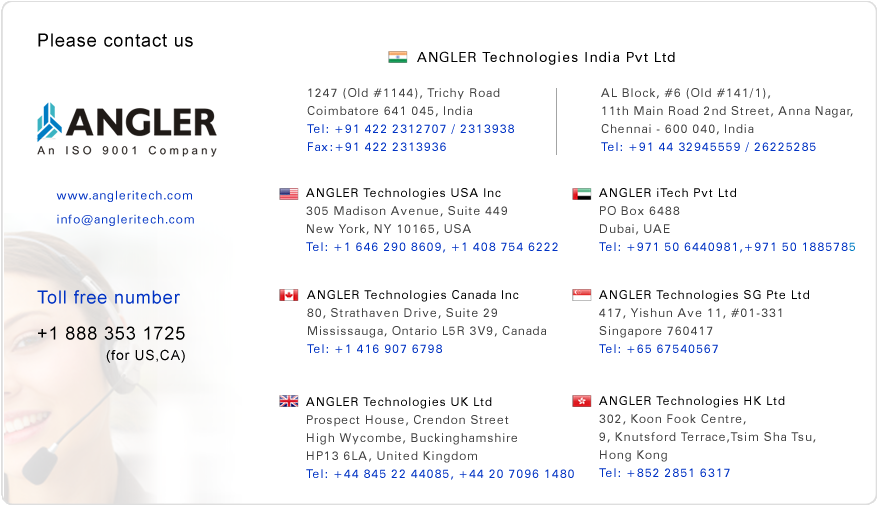 Please contact us
ANGLER
An ISO 9001 Company
www.angleritech.com
info@angleritech.com
Toll free number
+1 888 353 1725
(for US,CA)
ANGLER Technologies India Pvt Ltd
1247 (Old #1144), Trichy Road
Coimbatore 641 045, India
Tel: +91 422 2312707 / 2313938
Fax:+91 422 2313936
AL Block, #6 (Old #141/1),
11th Main Road 2nd Street, Anna Nagar,
Chennai - 600 040, India
Tel: +91 44 32945559 / 26225285
ANGLER Technologies USA Inc
305 Madison Avenue, Suite 449
New York, NY 10165, USA
Tel: +1 646 290 8609, +1 408 754 6222
ANGLER iTech Pvt Ltd
PO Box 6488
Dubai, UAE
Tel: +971 50 6440981,+971 50 1885785
ANGLER Technologies Canada Inc
80, Strathaven Drive, Suite 29
Mississauga, Ontario L5R 3V9, Canada
Tel: +1 416 907 6798
ANGLER Technologies SG Pte Ltd
417, Yishun Ave 11, #01-331
Singapore 760417
Tel: +65 67540567
ANGLER Technologies UK Ltd
Prospect House, Crendon Street
High Wycombe, Buckinghamshire
HP13 6LA, United Kingdom
Tel: +44 845 22 44085, +44 20 7096 1480
ANGLER Technologies HK Ltd
302, Koon Fook Centre,
9, Knutsford Terrace,Tsim Sha Tsu,
Hong Kong
Tel: +852 2851 6317